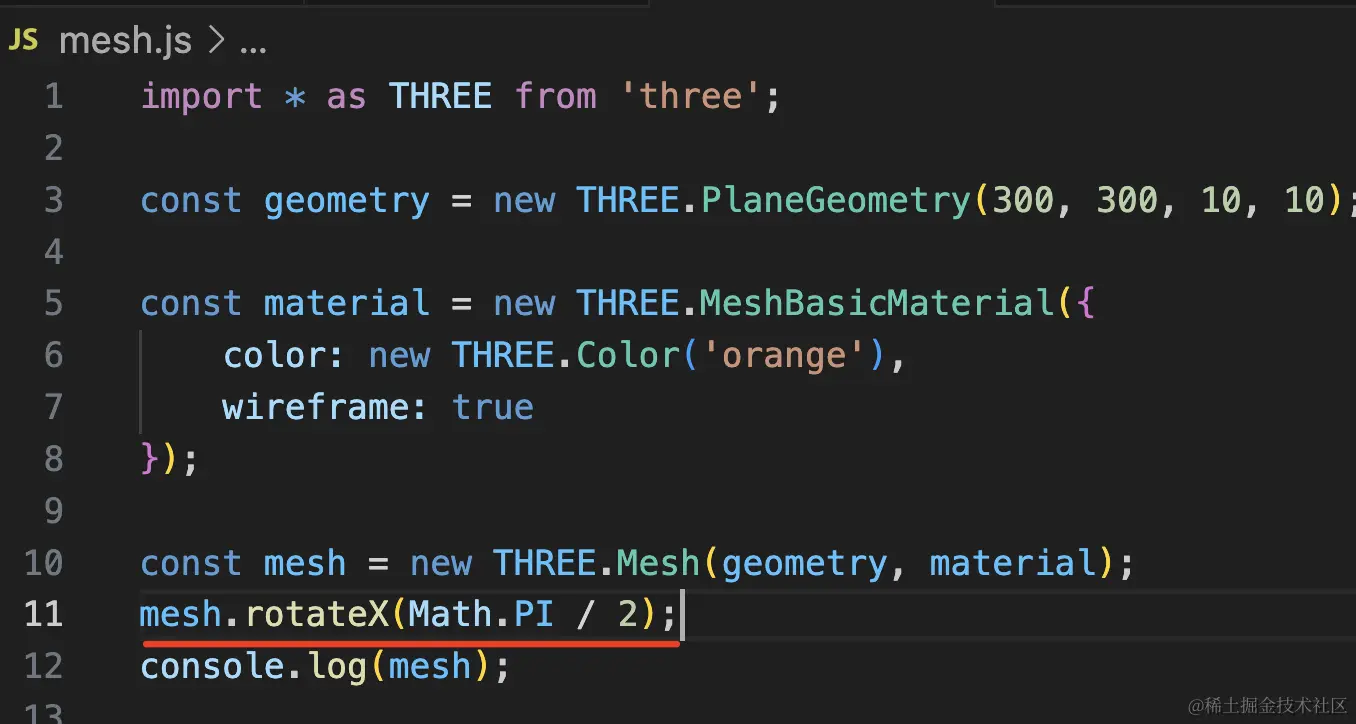 JS mesh.js > ...
1 import * as THREE from 'three';
2
3 const geometry = new THREE.PlaneGeometry(300, 300, 10, 10);
4
5 const material = new THREE.MeshBasicMaterial({
6     color: new THREE.Color('orange'),
7     wireframe: true
8 });
9
10 const mesh = new THREE.Mesh(geometry, material);
11 mesh.rotateX(Math.PI / 2);
12 console.log(mesh);
13
@稀土掘金技术社区